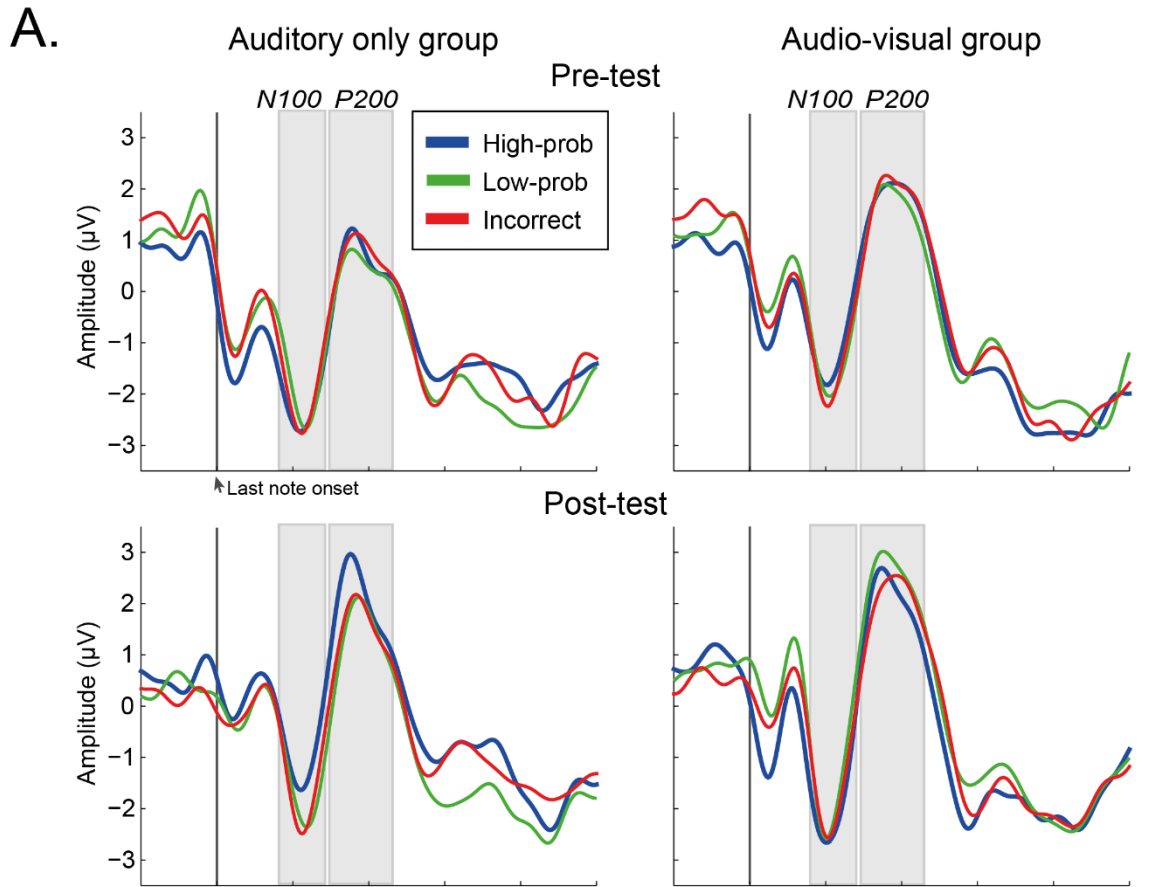 A.
Auditory only group
Audio-visual group
Pre-test
N100 P200
N100 P200
High-prob
Low-prob
Incorrect
Amplitude (µV)
3
2
1
0
−1
−2
−3
Last note onset
Post-test
Amplitude (µV)
3
2
1
0
−1
−2
−3